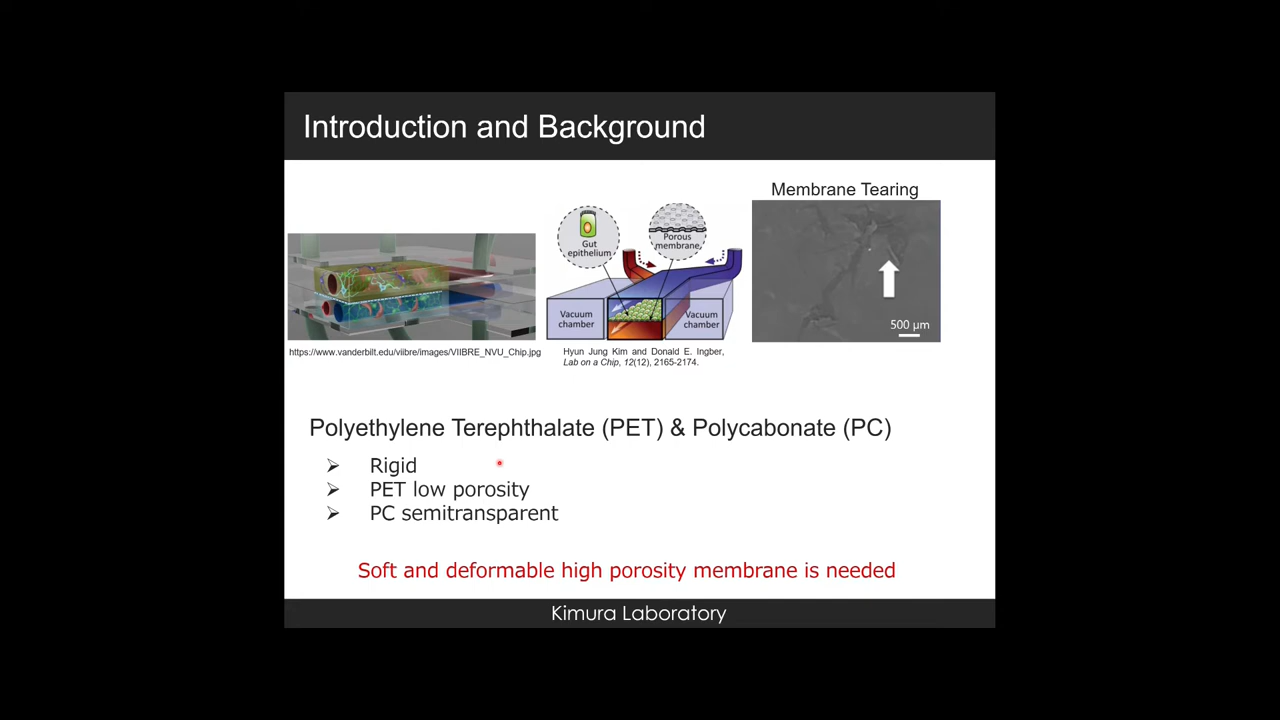 Introduction and Background
Membrane Tearing
Gut
epithelium
Porous
membrane
Vacuum
chamber
Vacuum
chamber
500 µm
https://www.vanderbilt.edu/viibre/images/VIIBRE_NVU_Chip.jpg
Hyun Jung Kim and Donald E. Ingber,
Lab on a Chip, 12(12), 2165-2174.
Polyethylene Terephthalate (PET) & Polycabonate (PC)
➢ Rigid
➢ PET low porosity
➢ PC semitransparent
Soft and deformable high porosity membrane is needed
Kimura Laboratory